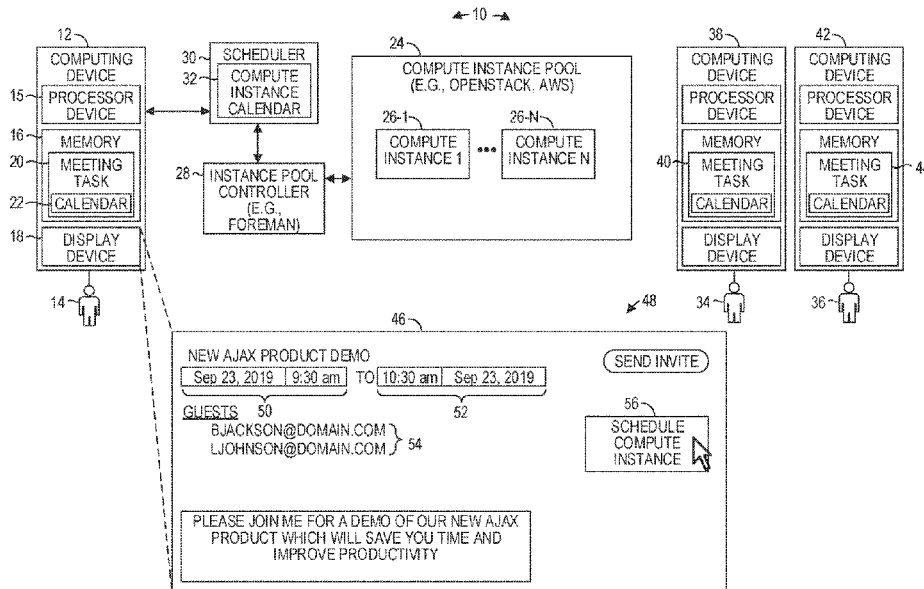 10
12
COMPUTING
DEVICE
15
PROCESSOR
DEVICE
16
MEMORY
20
MEETING
TASK
22
CALENDAR
18
DISPLAY
DEVICE
14
30
SCHEDULER
32
COMPUTE
INSTANCE
CALENDAR
28
INSTANCE POOL
CONTROLLER
(E.G.,
FOREMAN)
24
COMPUTE INSTANCE POOL
(E.G., OPENSTACK, AWS)
26-1
COMPUTE
INSTANCE 1
•••
26-N
COMPUTE
INSTANCE N
38
COMPUTING
DEVICE
PROCESSOR
DEVICE
MEMORY
40
MEETING
TASK
CALENDAR
DISPLAY
DEVICE
34
42
COMPUTING
DEVICE
PROCESSOR
DEVICE
MEMORY
MEETING
TASK
CALENDAR
DISPLAY
DEVICE
36
46
48
NEW AJAX PRODUCT DEMO
SEND INVITE
Sep 23, 2019 9:30 am TO 10:30 am Sep 23, 2019
50
52
GUESTS
BJACKSON@DOMAIN.COM
LJOHNSON@DOMAIN.COM
54
56
SCHEDULE
COMPUTE
INSTANCE
PLEASE JOIN ME FOR A DEMO OF OUR NEW AJAX
PRODUCT WHICH WILL SAVE YOU TIME AND
IMPROVE PRODUCTIVITY